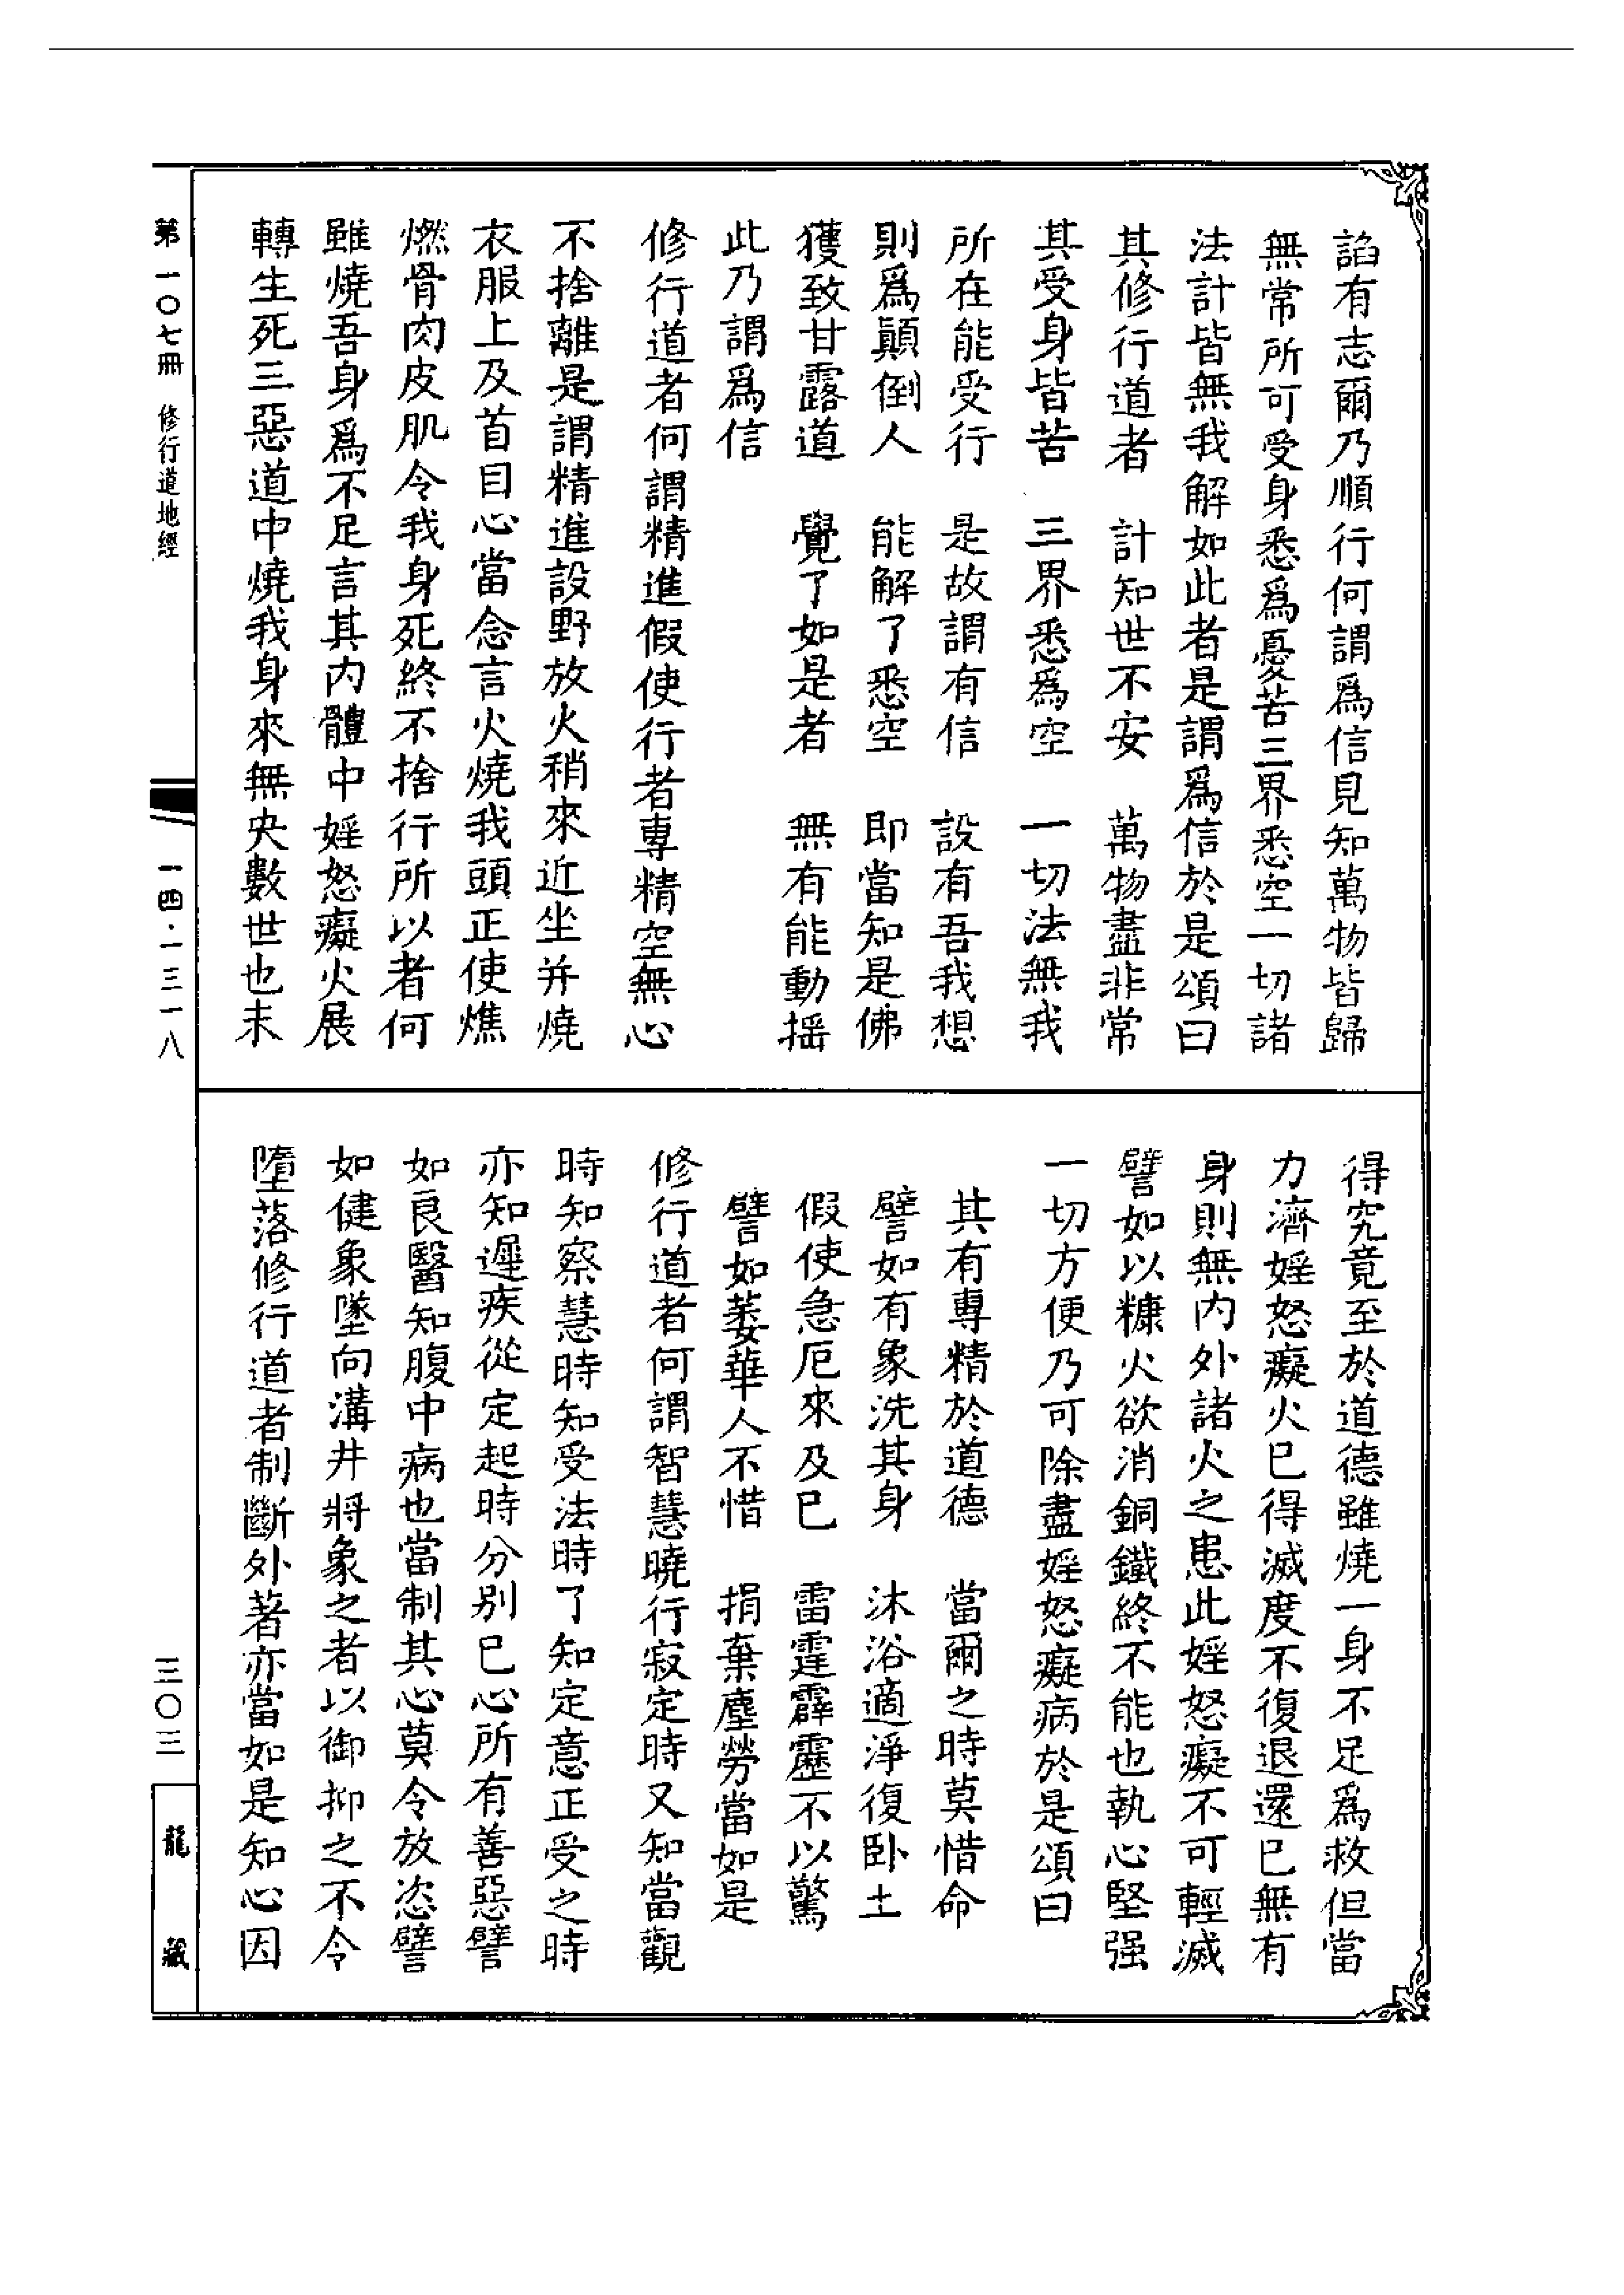 諂有志爾乃順行何謂為信見知萬物皆歸
無常所可受身悉為憂苦三界悉空一切諸
法計皆無我解如此者是謂為信於是頌曰
其修行道者　計知世不安　萬物盡非常
其受身皆苦　三界悉為空　一切法無我
所在能受行　是故謂有信　設有吾我想
則為顛倒人　能解了悉空　即當知是佛
獲致甘露道　覺了如是者　無有能動搖
此乃謂為信
修行道者何謂精進假使行者專精空無心
不捨離是謂精進設野放火稍來近坐并燒
衣服上及首目心當念言火燒我頭正使燋
燃骨肉皮肌令我身死終不捨行所以者何
雖燒吾身為不足言其內體中婬怒癡火展
轉生死三惡道中燒我身來無央數世也未
得究竟至於道德雖燒一身不足為救但當
力濟婬怒癡火已得滅度不復退還已無有
身則無內外諸火之患此婬怒癡不可輕滅
譬如以糠火欲消銅鐵終不能也執心堅强
一切方便乃可除盡婬怒癡病於是頌曰
其有專精於道德　當爾之時莫惜命
譬如有象洗其身　沐浴適淨復臥土
假使急厄來及已　雷霆霹靂不以驚
譬如萎華人不惜　捐棄塵勞當如是
修行道者何謂智慧曉行寂定時又知當觀
時知察慧時知受法時了知定意正受之時
亦知遲疾從定起時分別已心所有善惡譬
如良醫知腹中病也當制其心莫令放恣譬
如健象墜向溝井將象之者以御抑之不令
墮落修行道者制斷外著亦當如是知心因
第一〇七冊　修行道地經
一四·一三一八
三〇三
龍藏